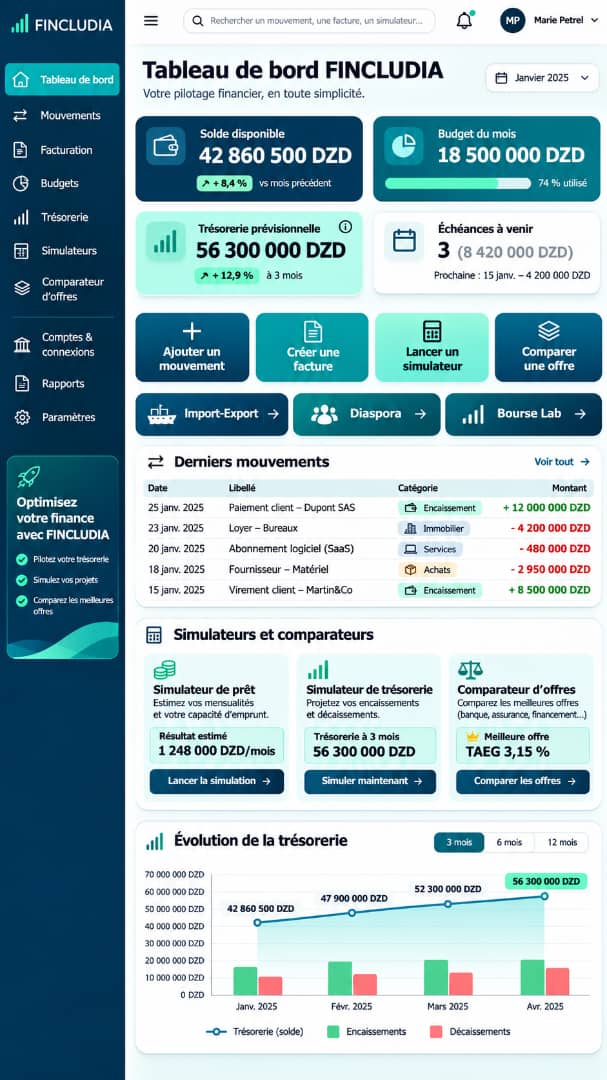 FINCLUDIA
Tableau de bord
Mouvements
Facturation
Budgets
Trésorerie
Simulateurs
Comparateur
d'offres
Comptes &
connexions
Rapports
Paramètres
Optimisez
votre finance
avec FINCLUDIA
Pilotez votre trésorerie
Simulez vos projets
Comparez les meilleures
offres
Rechercher un mouvement, une facture, un simulateur...
MP
Marie Petrel
Tableau de bord FINCLUDIA
Votre pilotage financier, en toute simplicité.
Janvier 2025
Solde disponible
42 860 500 DZD
↗ + 8,4 % vs mois précédent
Budget du mois
18 500 000 DZD
74 % utilisé
Trésorerie prévisionnelle
56 300 000 DZD
↗ + 12,9 % à 3 mois
Échéances à venir
3 (8 420 000 DZD)
Prochaine : 15 janv. – 4 200 000 DZD
Ajouter un
mouvement
Créer une
facture
Lancer un
simulateur
Comparer
une offre
Import-Export →
Diaspora →
Bourse Lab →
Derniers mouvements
Voir tout →
Date Libellé Catégorie Montant
25 janv. 2025 Paiement client – Dupont SAS Encaissement + 12 000 000 DZD
23 janv. 2025 Loyer – Bureaux Immobilier - 4 200 000 DZD
20 janv. 2025 Abonnement logiciel (SaaS) Services - 480 000 DZD
18 janv. 2025 Fournisseur – Matériel Achats - 2 950 000 DZD
15 janv. 2025 Virement client – Martin&Co Encaissement + 8 500 000 DZD
Simulateurs et comparateurs
Simulateur de prêt
Estimez vos mensualités
et votre capacité d'emprunt.
Résultat estimé
1 248 000 DZD/mois
Lancer la simulation →
Simulateur de trésorerie
Projetez vos encaissements
et décaissements.
Trésorerie à 3 mois
56 300 000 DZD
Simuler maintenant →
Comparateur d'offres
Comparez les meilleures offres
(banque, assurance, financement...)
Meilleure offre
TAEG 3,15 %
Comparer les offres →
Évolution de la trésorerie
3 mois 6 mois 12 mois
70 000 000 DZD
60 000 000 DZD
50 000 000 DZD
40 000 000 DZD
30 000 000 DZD
20 000 000 DZD
10 000 000 DZD
0 DZD
42 860 500 DZD
47 900 000 DZD
52 300 000 DZD
56 300 000 DZD
Janv. 2025 Févr. 2025 Mars 2025 Avr. 2025
Trésorerie (solde) Encaissements Décaissements